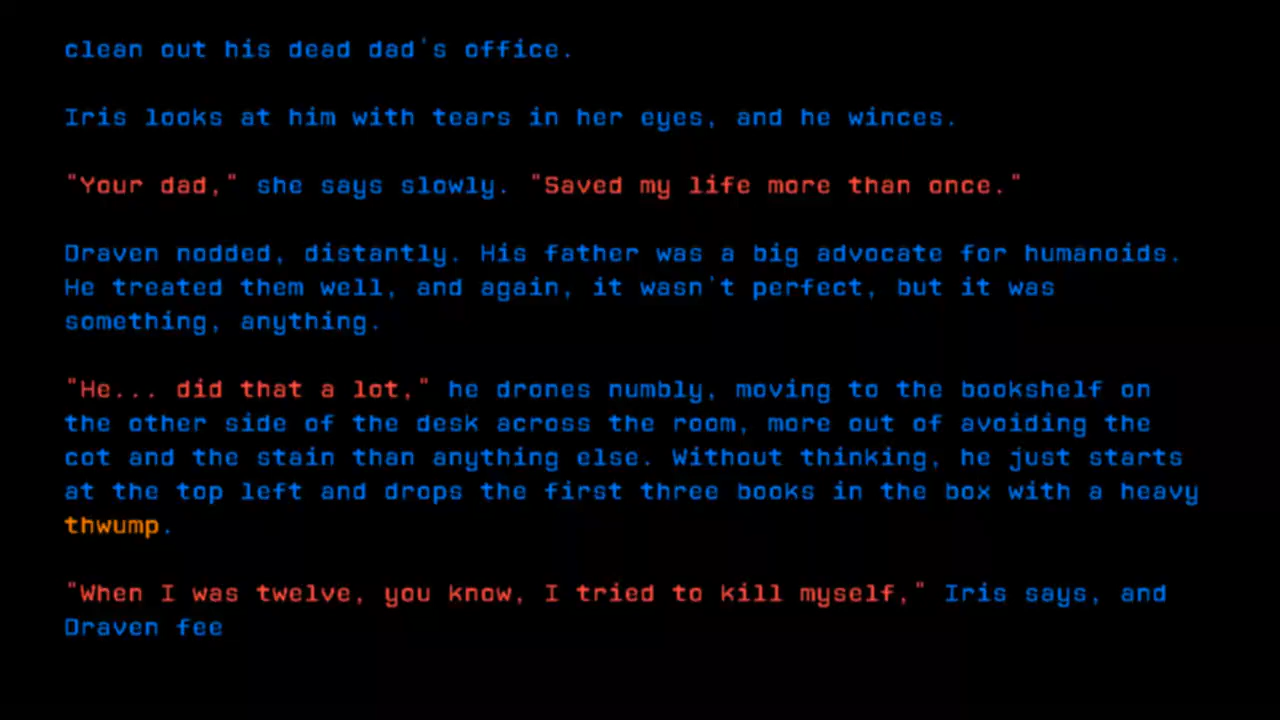 clean out his dead dad's office.
Iris looks at him with tears in her eyes, and he winces.
"Your dad," she says slowly. "Saved my life more than once."
Draven nodded, distantly. His father was a big advocate for humanoids.
He treated them well, and again, it wasn't perfect, but it was
something, anything.
"He... did that a lot," he drones numbly, moving to the bookshelf on
the other side of the desk across the room, more out of avoiding the
cot and the stain than anything else. Without thinking, he just starts
at the top left and drops the first three books in the box with a heavy
thwump.
"When I was twelve, you know, I tried to kill myself," Iris says, and
Draven fee